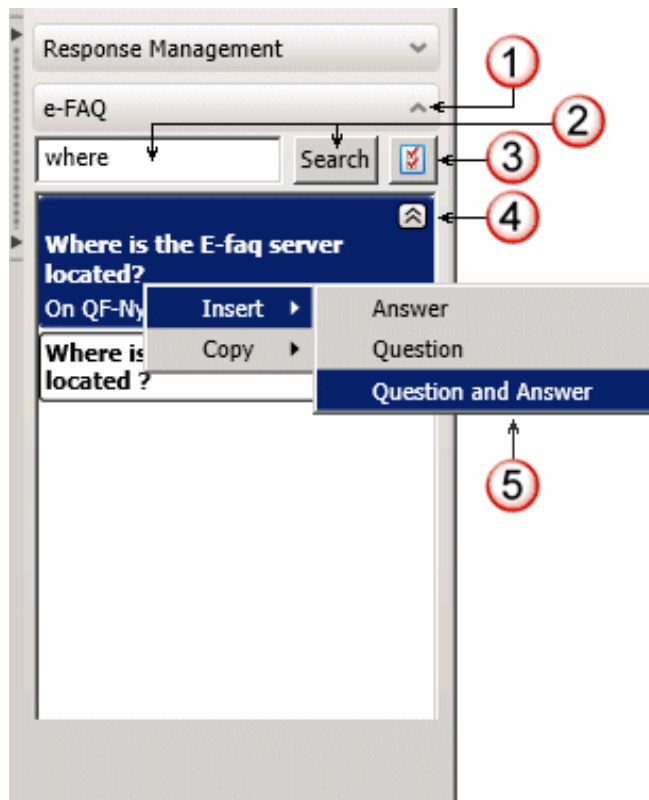 Response Management
1
e-FAQ
2
where
Search
3
4
Where is the E-faq server
located?
On QF-Ny
Insert
Answer
Where is
Copy
Question
located ?
Question and Answer
5